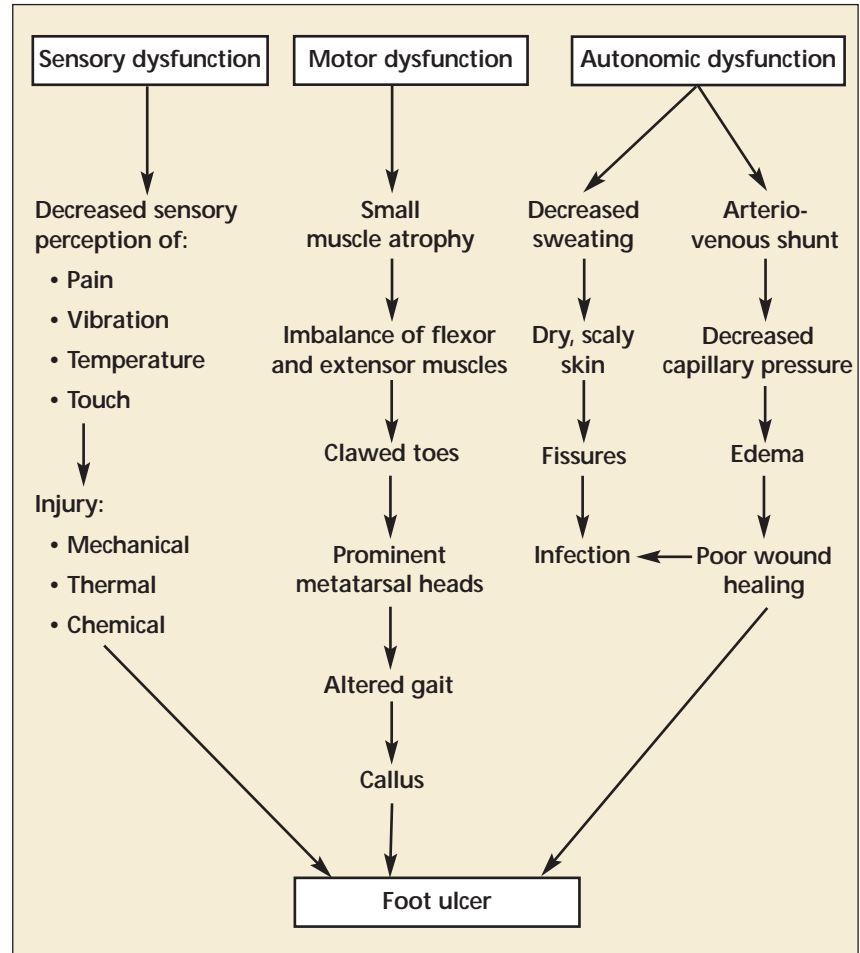 Sensory dysfunction
Motor dysfunction
Autonomic dysfunction
Decreased sensory
perception of:
• Pain
• Vibration
• Temperature
• Touch
Injury:
• Mechanical
• Thermal
• Chemical
Small
muscle atrophy
Imbalance of flexor
and extensor muscles
Clawed toes
Prominent
metatarsal heads
Altered gait
Callus
Decreased
sweating
Dry, scaly
skin
Fissures
Infection
Arterio-
venous shunt
Decreased
capillary pressure
Edema
Poor wound
healing
Foot ulcer